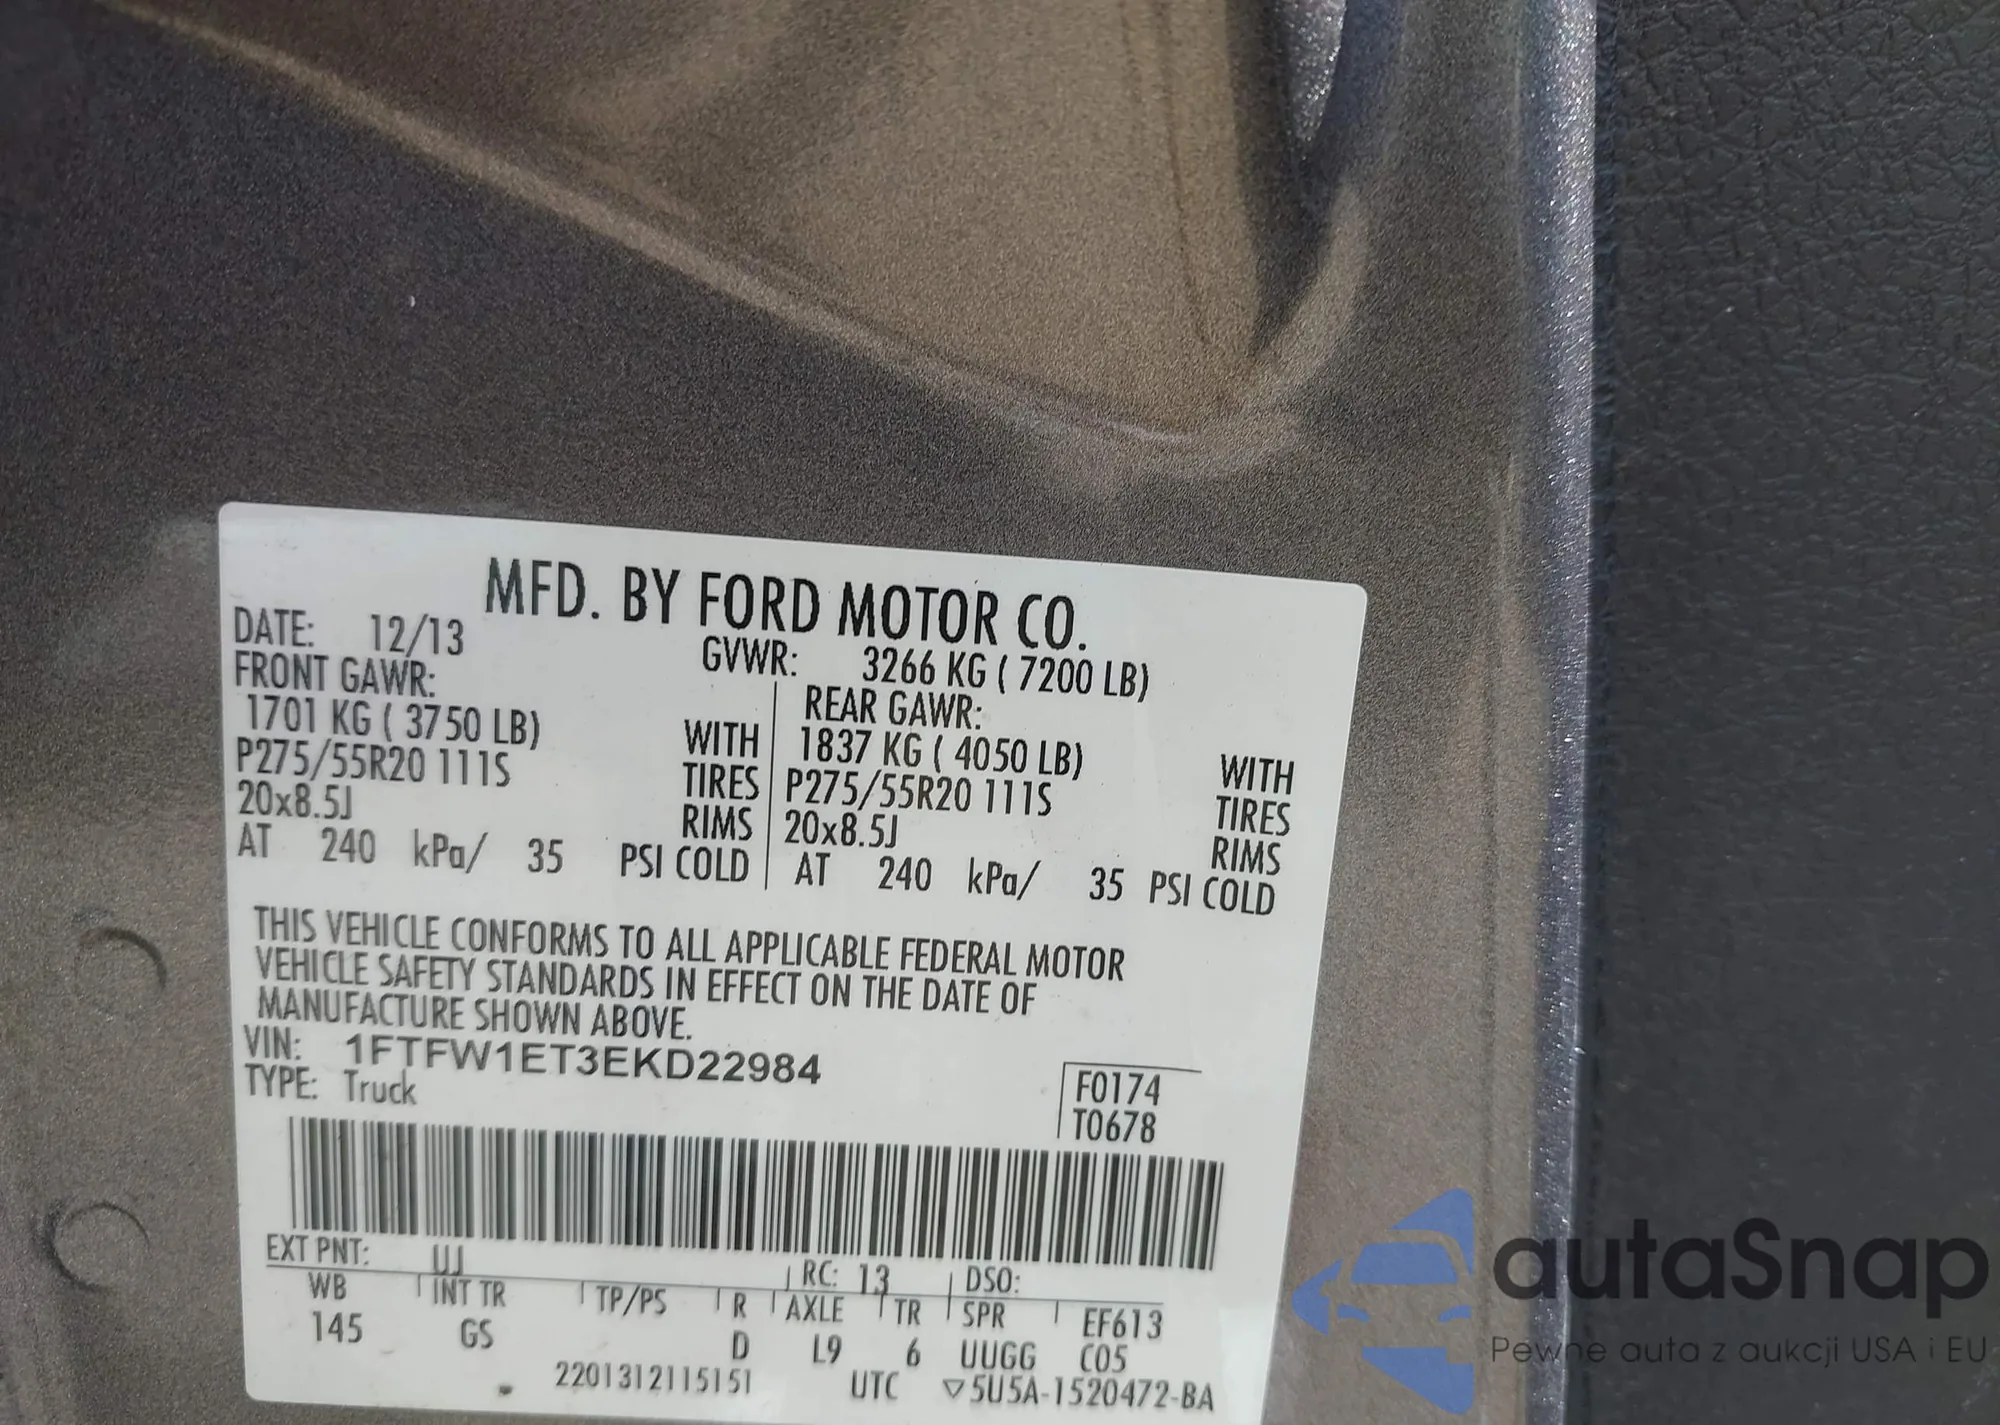 MFD. BY FORD MOTOR CO.
DATE: 12/13 GVWR: 3266 KG ( 7200 LB)
FRONT GAWR: REAR GAWR:
1701 KG ( 3750 LB) WITH 1837 KG ( 4050 LB) WITH
P275/55R20 111S TIRES P275/55R20 111S TIRES
20x8.5J RIMS 20x8.5J RIMS
AT 240 kPa/ 35 PSI COLD AT 240 kPa/ 35 PSI COLD
THIS VEHICLE CONFORMS TO ALL APPLICABLE FEDERAL MOTOR
VEHICLE SAFETY STANDARDS IN EFFECT ON THE DATE OF
MANUFACTURE SHOWN ABOVE.
VIN: 1FTFW1ET3EKD22984
TYPE: Truck
F0174
T0678
EXT PNT: UJ RC: 13 DSO:
WB INT TR TP/PS R AXLE TR SPR EF613
145 GS D L9 6 UUGG C05
2201312115151 UTC ▽5U5A-1520472-BA
autaSnap
Pewne auta z aukcji USA i EU